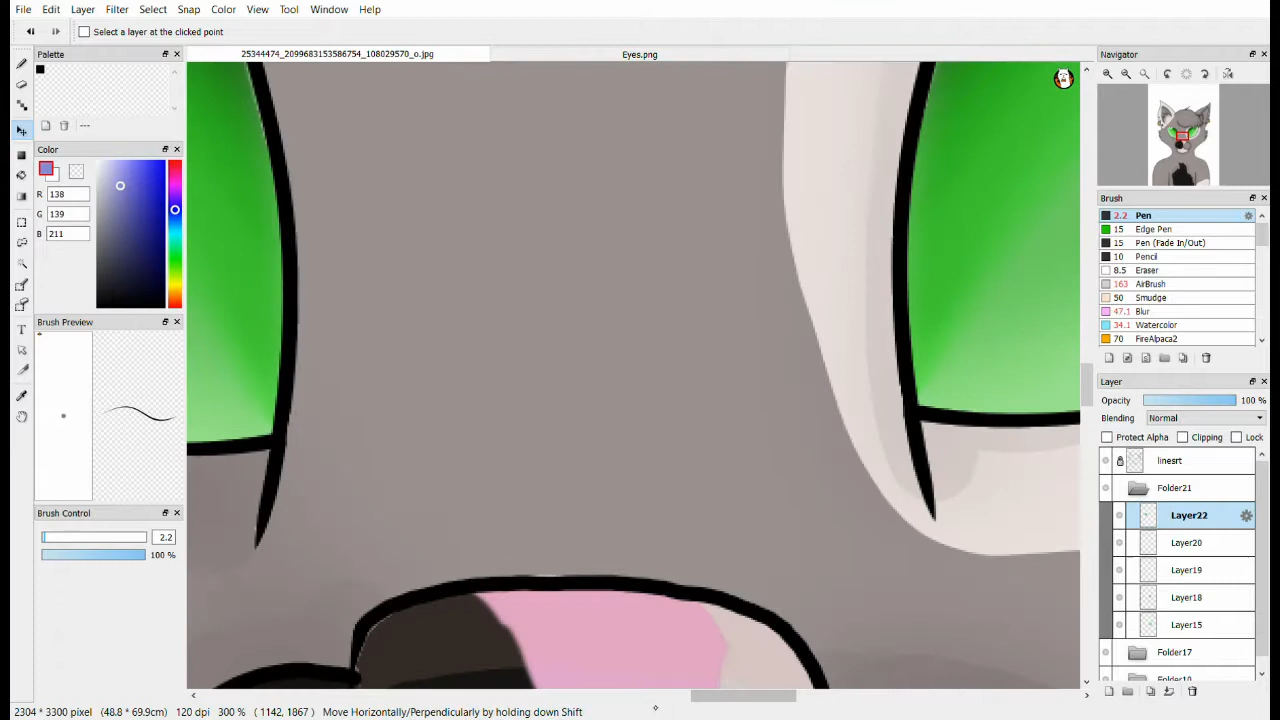 File Edit Layer Filter Select Snap Color View Tool Window Help
Select a layer at the clicked point
Palette
---
Color
R 138
G 139
B 211
Brush Preview
Brush Control
2.2
100 %
25344474_2099683153586754_108029570_o.jpg Eyes.png
Navigator
Brush
2.2 Pen
15 Edge Pen
15 Pen (Fade In/Out)
10 Pencil
8.5 Eraser
163 AirBrush
50 Smudge
47.1 Blur
34.1 Watercolor
70 FireAlpaca2
Layer
Opacity 100 %
Blending Normal
Protect Alpha Clipping Lock
linesrt
Folder21
Layer22
Layer20
Layer19
Layer18
Layer15
Folder17
2304 * 3300 pixel (48.8 * 69.9cm) 120 dpi 300 % ( 1142, 1867 ) Move Horizontally/Perpendicularly by holding down Shift